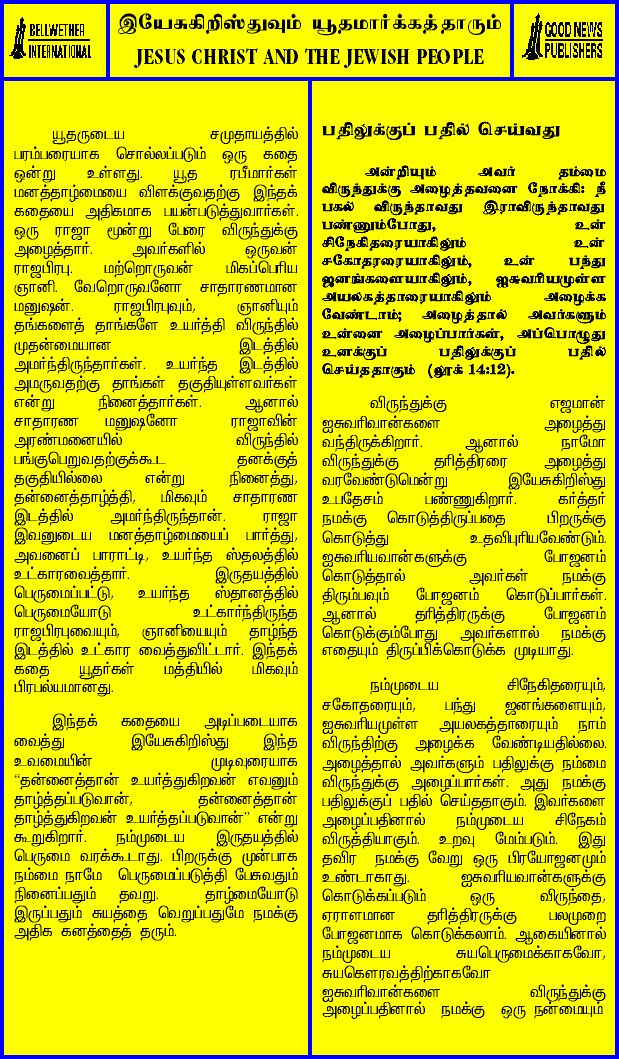 BELLWETHER
INTERNATIONAL
இயேசுகிறிஸ்துவும் யூதமார்க்கத்தாரும்
JESUS CHRIST AND THE JEWISH PEOPLE
GOOD NEWS
PUBLISHERS
யூதருடைய சமுதாயத்தில்
பரம்பரையாக சொல்லப்படும் ஒரு கதை
ஒன்று உள்ளது. யூத ரபீமார்கள்
மனத்தாழ்மையை விளக்குவதற்கு இந்தக்
கதையை அதிகமாக பயன்படுத்துவார்கள்.
ஒரு ராஜா மூன்று பேரை விருந்துக்கு
அழைத்தார். அவர்களில் ஒருவன்
ராஜபிரபு. மற்றொருவன் மிகப்பெரிய
ஞானி. வேறொருவனோ சாதாரணமான
மனுஷன். ராஜபிரபுவும், ஞானியும்
தங்களைத் தாங்களே உயர்த்தி விருந்தில்
முதன்மையான இடத்தில்
அமர்ந்திருந்தார்கள். உயர்ந்த இடத்தில்
அமருவதற்கு தாங்கள் தகுதியுள்ளவர்கள்
என்று நினைத்தார்கள். ஆனால்
சாதாரண மனுஷனோ ராஜாவின்
அரண்மனையில் விருந்தில்
பங்குபெறுவதற்குக்கூட தனக்குத்
தகுதியில்லை என்று நினைத்து,
தன்னைத்தாழ்த்தி, மிகவும் சாதாரண
இடத்தில் அமர்ந்திருந்தான். ராஜா
இவனுடைய மனத்தாழ்மையைப் பார்த்து,
அவனைப் பாராட்டி, உயர்ந்த ஸ்தலத்தில்
உட்காரவைத்தார். இருதயத்தில்
பெருமைப்பட்டு, உயர்ந்த ஸ்தானத்தில்
பெருமையோடு உட்கார்ந்திருந்த
ராஜபிரபுவையும், ஞானியையும் தாழ்ந்த
இடத்தில் உட்கார வைத்துவிட்டார். இந்தக்
கதை யூதர்கள் மத்தியில் மிகவும்
பிரபல்யமானது.
இந்தக் கதையை அடிப்படையாக
வைத்து இயேசுகிறிஸ்து இந்த
உவமையின் முடிவுரையாக
“தன்னைத்தான் உயர்த்துகிறவன் எவனும்
தாழ்த்தப்படுவான், தன்னைத்தான்
தாழ்த்துகிறவன் உயர்த்தப்படுவான்” என்று
கூறுகிறார். நம்முடைய இருதயத்தில்
பெருமை வரக்கூடாது. பிறருக்கு முன்பாக
நம்மை நாமே பெருமைப்படுத்தி பேசுவதும்
நினைப்பதும் தவறு. தாழ்மையோடு
இருப்பதும் சுயத்தை வெறுப்பதுமே நமக்கு
அதிக கனத்தைத் தரும்.
பதிலுக்குப் பதில் செய்வது
அன்றியும் அவர் தம்மை
விருந்துக்கு அழைத்தவனை நோக்கி: நீ
பகல் விருந்தாவது இராவிருந்தாவது
பண்ணும்போது, உன்
சிநேகிதரையாகிலும் உன்
சகோதரரையாகிலும், உன் பந்து
ஜனங்களையாகிலும், ஐசுவரியமுள்ள
அயலகத்தாரையாகிலும் அழைக்க
வேண்டாம்; அழைத்தால் அவர்களும்
உன்னை அழைப்பார்கள், அப்பொழுது
உனக்குப் பதிலுக்குப் பதில்
செய்ததாகும் (லூக் 14:12).
விருந்துக்கு எஜமான்
ஐசுவரிவான்களை அழைத்து
வந்திருக்கிறார். ஆனால் நாமோ
விருந்துக்கு தரித்திரரை அழைத்து
வரவேண்டுமென்று இயேசுகிறிஸ்து
உபதேசம் பண்ணுகிறார். கர்த்தர்
நமக்கு கொடுத்திருப்பதை பிறருக்கு
கொடுத்து உதவிபுரியவேண்டும்.
ஐசுவரியவான்களுக்கு போஜனம்
கொடுத்தால் அவர்கள் நமக்கு
திரும்பவும் போஜனம் கொடுப்பார்கள்.
ஆனால் தரித்திரருக்கு போஜனம்
கொடுக்கும்போது அவர்களால் நமக்கு
எதையும் திருப்பிக்கொடுக்க முடியாது.
நம்முடைய சிநேகிதரையும்,
சகோதரையும், பந்து ஜனங்களையும்,
ஐசுவரியமுள்ள அயலகத்தாரையும் நாம்
விருந்திற்கு அழைக்க வேண்டியதில்லை.
அழைத்தால் அவர்களும் பதிலுக்கு நம்மை
விருந்துக்கு அழைப்பார்கள். அது நமக்கு
பதிலுக்குப் பதில் செய்ததாகும். இவர்களை
அழைப்பதினால் நம்முடைய சிநேகம்
விருத்தியாகும். உறவு மேம்படும். இது
தவிர நமக்கு வேறு ஒரு பிரயோஜனமும்
உண்டாகாது. ஐசுவரியவான்களுக்கு
கொடுக்கப்படும் ஒரு விருந்தை,
ஏராளமான தரித்திரருக்கு பலமுறை
போஜனமாக கொடுக்கலாம். ஆகையினால்
நம்முடைய சுயபெருமைக்காகவோ,
சுயகௌரவத்திற்காகவோ
ஐசுவரிவான்களை விருந்துக்கு
அழைப்பதினால் நமக்கு ஒரு நன்மையும்